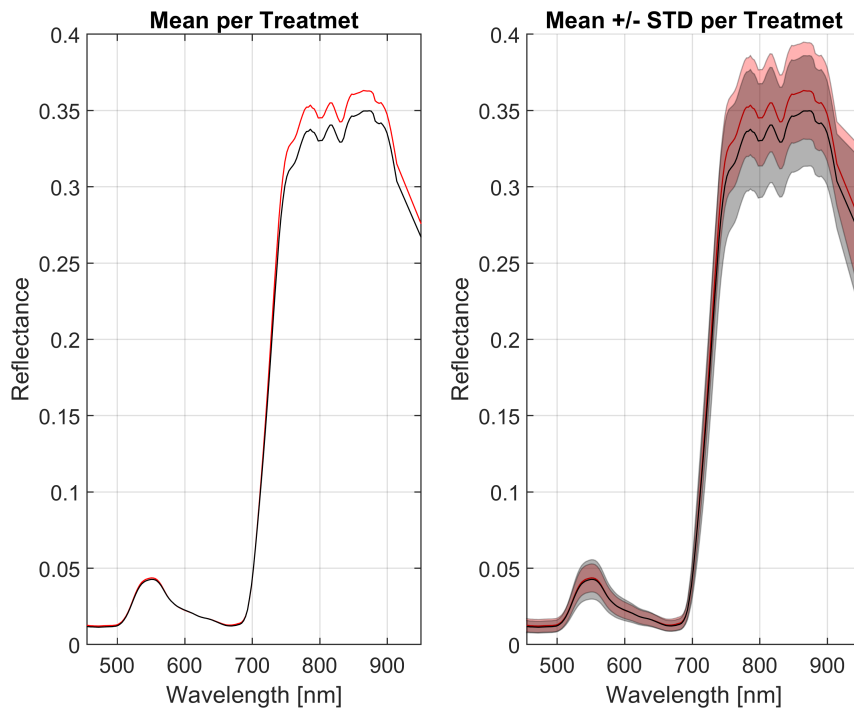 Mean per Treatmet
0.4
0.35
0.3
0.25
0.2
0.15
0.1
0.05
0
Reflectance
500 600 700 800 900
Wavelength [nm]
Mean +/- STD per Treatmet
0.4
0.35
0.3
0.25
0.2
0.15
0.1
0.05
0
Reflectance
500 600 700 800 900
Wavelength [nm]